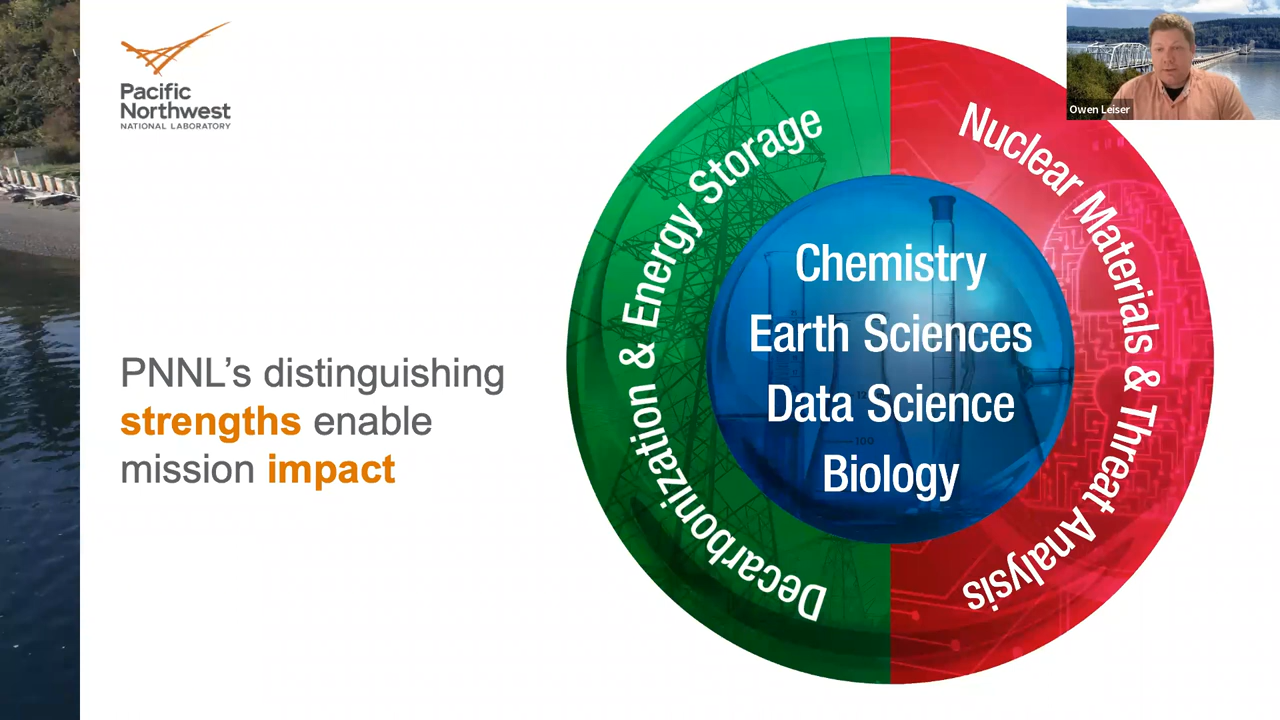 Pacific
Northwest
NATIONAL LABORATORY
PNNL's distinguishing
strengths enable
mission impact
Decarbonization & Energy Storage
Nuclear Materials & Threat Analysis
Chemistry
Earth Sciences
Data Science
Biology
100
Owen Leiser